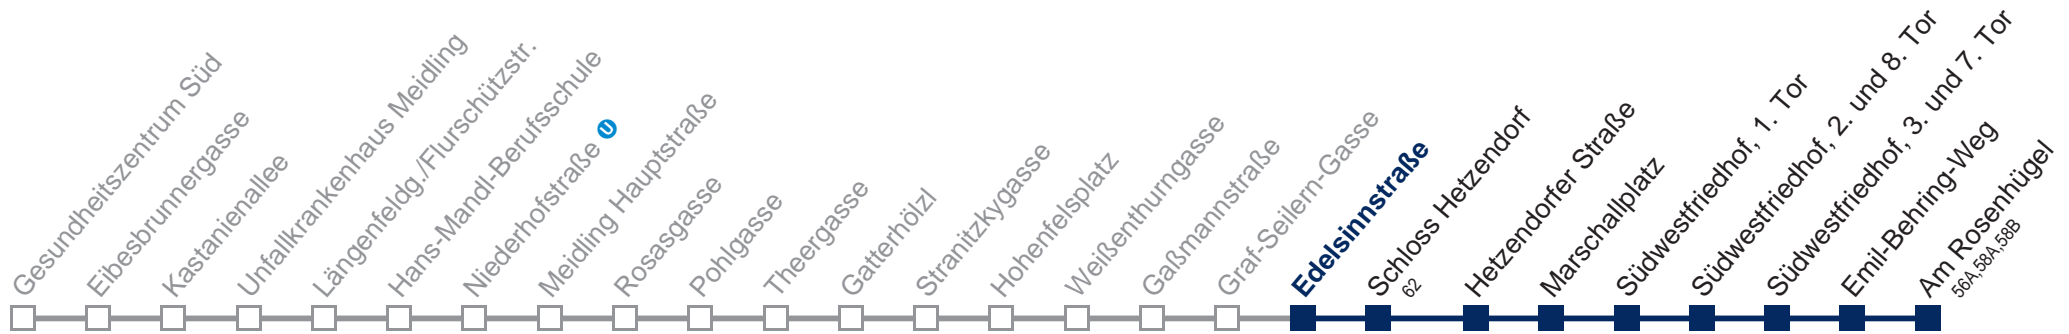 Gesundheitszentrum Süd
Eibesbrunnergasse
Kastanienallee
Unfallkrankenhaus Meidling
Längenfeldg./Flurschützstr.
Hans-Mandl-Berufsschule
Niederhofstraße U
Meidling Hauptstraße
Rosasgasse
Pohlgasse
Theergasse
Gatterhölzl
Stranitzkygasse
Hohenfelsplatz
Weißenthurngasse
Gaßmannstraße
Graf-Seilern-Gasse
Edelsinnstraße
Schloss Hetzendorf
62
Hetzendorfer Straße
Marschallplatz
Südwestfriedhof, 1. Tor
Südwestfriedhof, 2. und 8. Tor
Südwestfriedhof, 3. und 7. Tor
Emil-Behring-Weg
Am Rosenhügel
56A,58A,58B